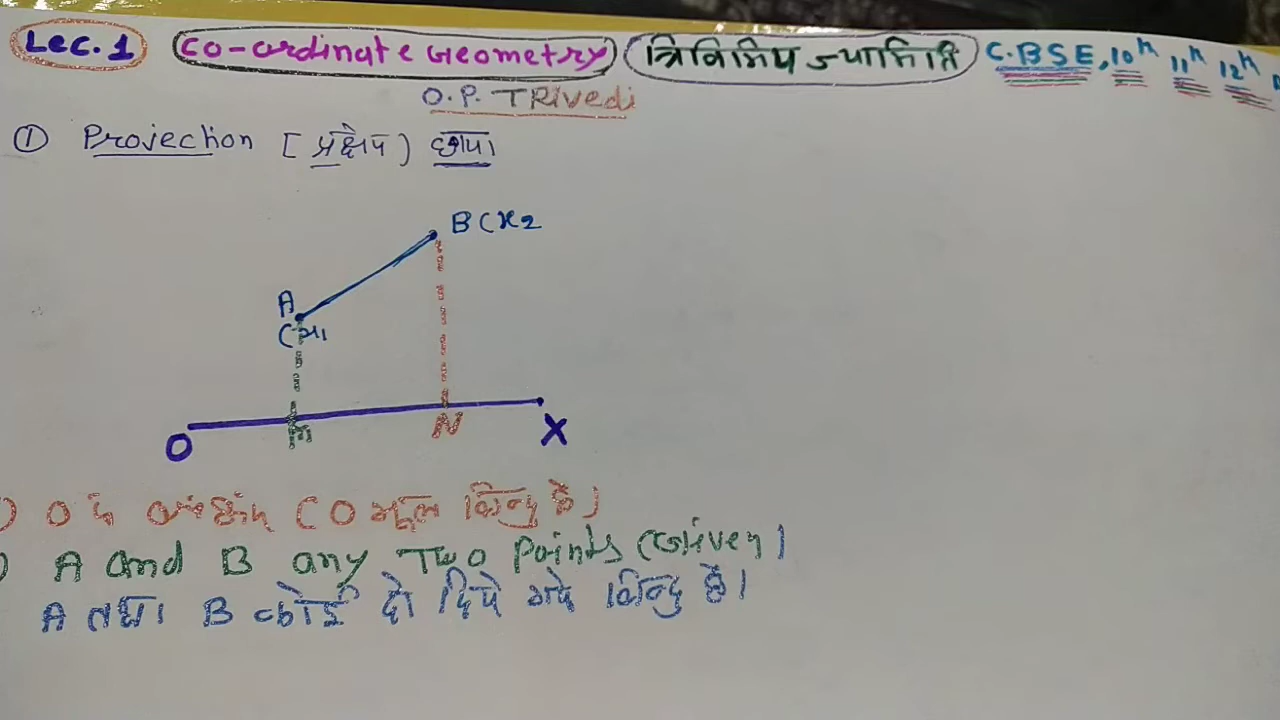 Lec. 1 Co-ordinate Geometry (त्रिविमिय ज्यामिति) C.BSE, 10th 11th 12th
O.P. TRivedi
① Projection [प्रक्षेप) छाया
B(x2
A
(x1
M N
O X
) O is (O मूल बिन्दु है)
) A and B any Two Points (Given)
A तथा B कोई दो दिये गये बिन्दु है।